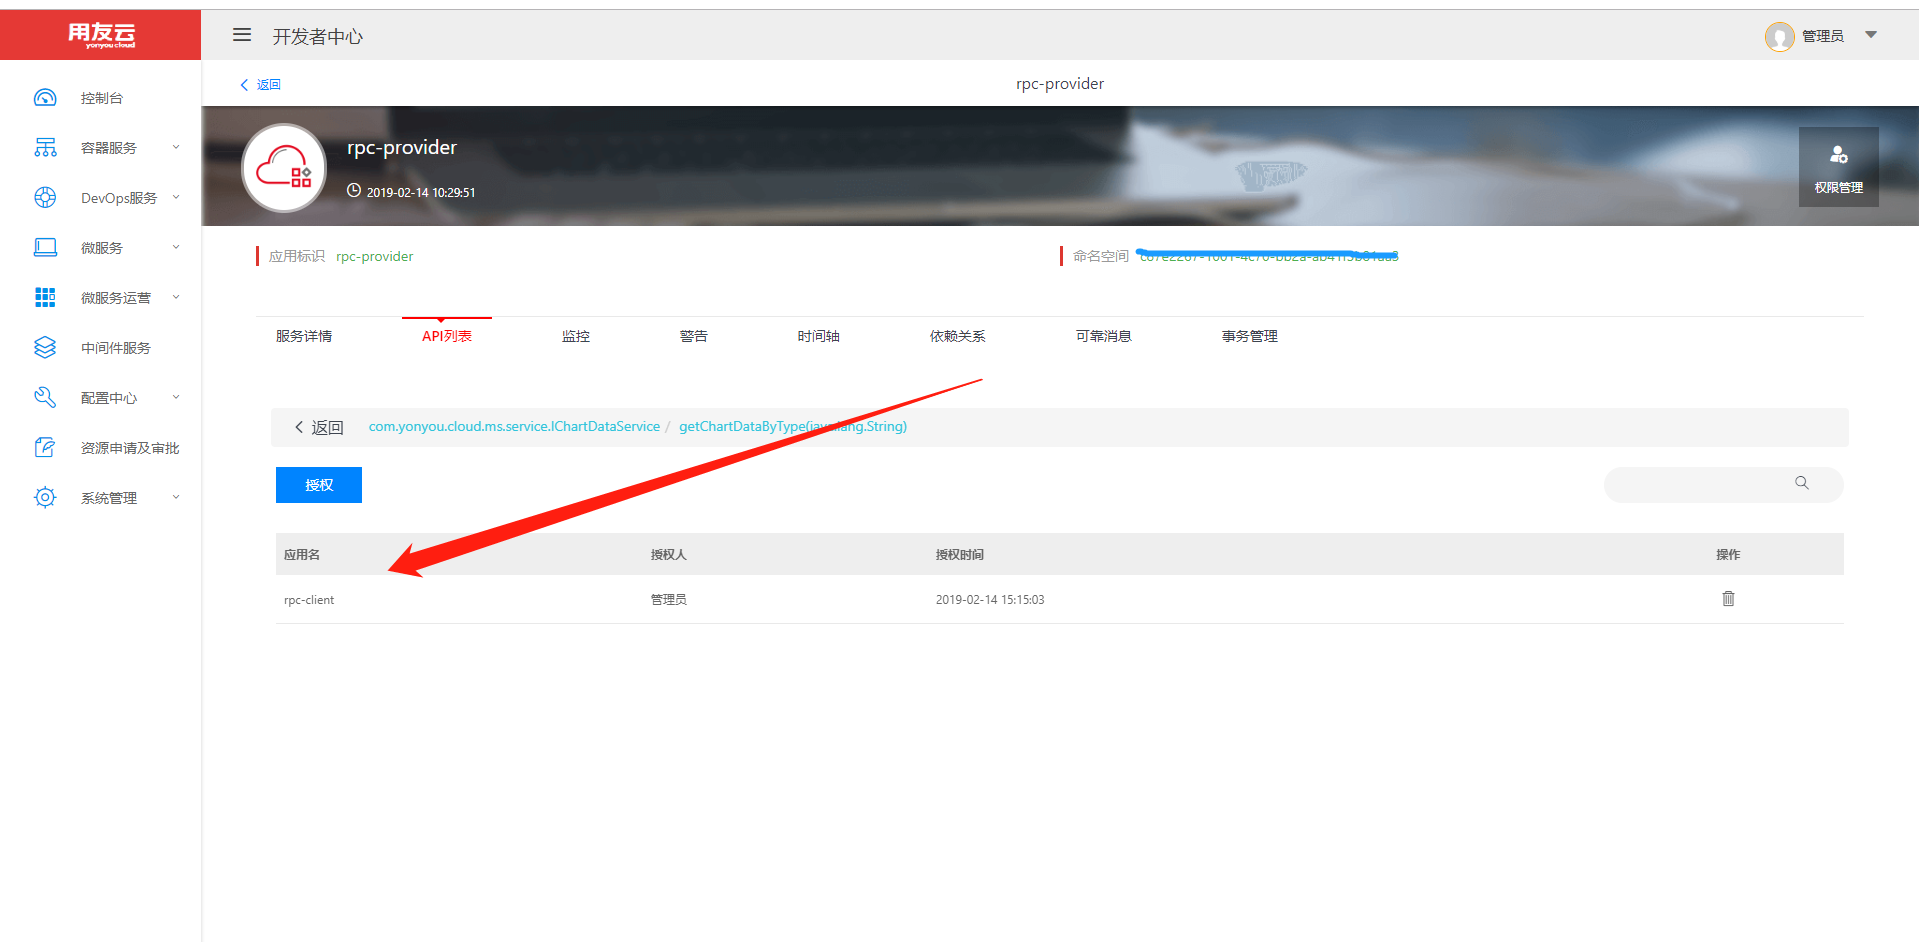 用友云
yonyou cloud
开发者中心
管理员
控制台
容器服务
DevOps服务
微服务
微服务运营
中间件服务
配置中心
资源申请及审批
系统管理
返回
rpc-provider
rpc-provider
2019-02-14 10:29:51
权限管理
应用标识 rpc-provider
命名空间
服务详情 API列表 监控 警告 时间轴 依赖关系 可靠消息 事务管理
返回 com.yonyou.cloud.ms.service.IChartDataService / getChartDataByType(java.lang.String)
授权
应用名 授权人 授权时间 操作
rpc-client 管理员 2019-02-14 15:15:03